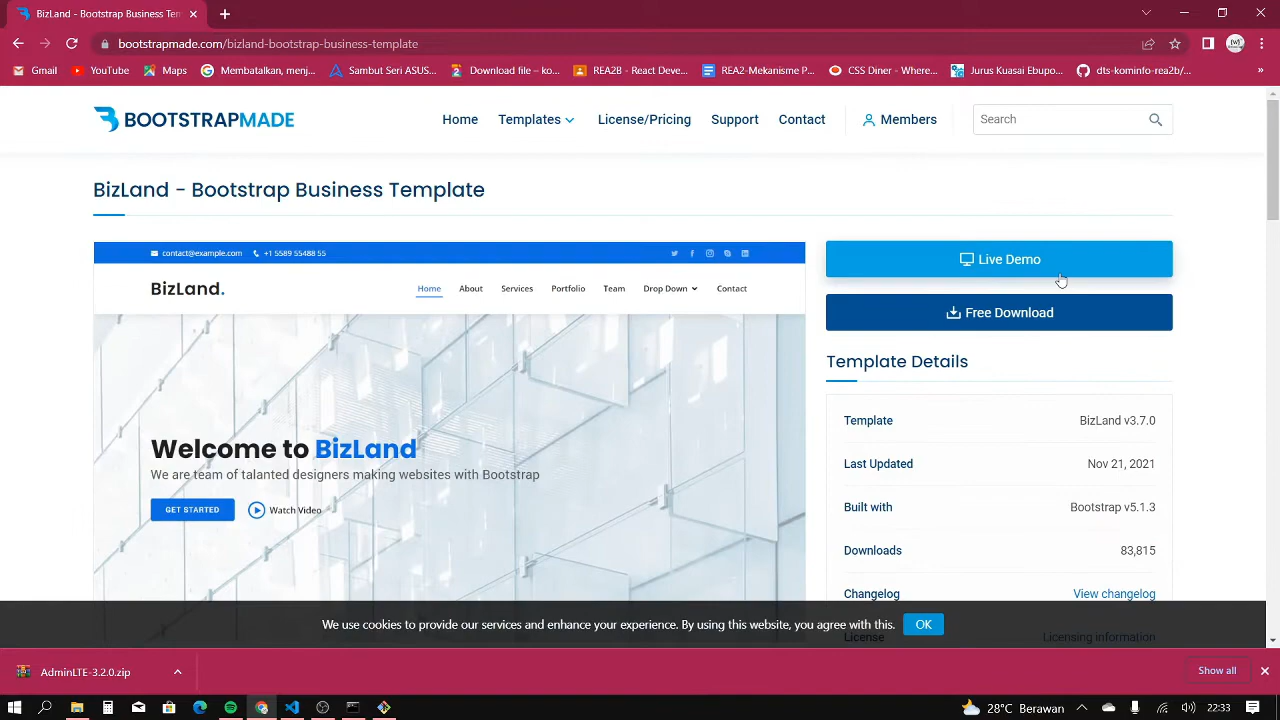 BizLand - Bootstrap Business Ten
bootstrapmade.com/bizland-bootstrap-business-template
Gmail
YouTube
Maps
Membatalkan, menj...
Sambut Seri ASUS...
Download file – ko...
REA2B - React Deve...
REA2-Mekanisme P...
CSS Diner - Where...
Jurus Kuasai Ebupo...
dts-kominfo-rea2b/...
»
BOOTSTRAPMADE
Home
Templates
License/Pricing
Support
Contact
Members
Search
BizLand - Bootstrap Business Template
contact@example.com
+1 5589 55488 55
BizLand.
Home
About
Services
Portfolio
Team
Drop Down
Contact
Welcome to BizLand
We are team of talanted designers making websites with Bootstrap
GET STARTED
Watch Video
Live Demo
Free Download
Template Details
Template
BizLand v3.7.0
Last Updated
Nov 21, 2021
Built with
Bootstrap v5.1.3
Downloads
83,815
Changelog
View changelog
License
Licensing information
We use cookies to provide our services and enhance your experience. By using this website, you agree with this.
OK
AdminLTE-3.2.0.zip
Show all
28°C Berawan
22:33